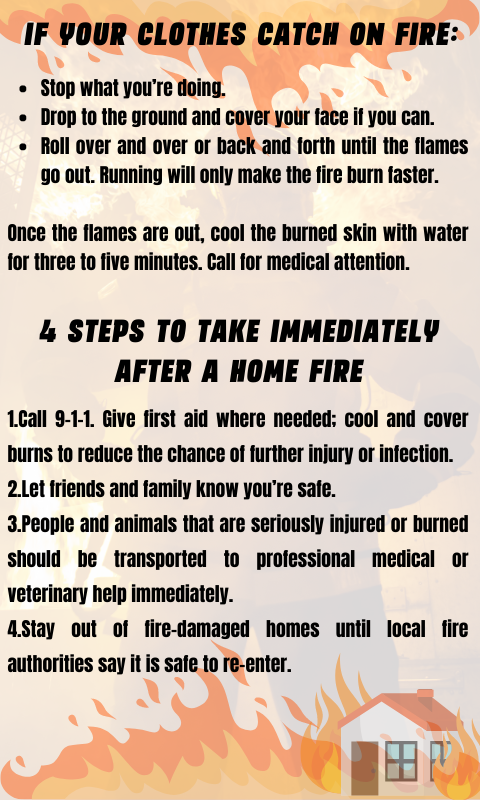 IF YOUR CLOTHES CATCH ON FIRE:
• Stop what you're doing.
• Drop to the ground and cover your face if you can.
• Roll over and over or back and forth until the flames
go out. Running will only make the fire burn faster.
Once the flames are out, cool the burned skin with water
for three to five minutes. Call for medical attention.
4 STEPS TO TAKE IMMEDIATELY
AFTER A HOME FIRE
1.Call 9-1-1. Give first aid where needed; cool and cover
burns to reduce the chance of further injury or infection.
2.Let friends and family know you're safe.
3.People and animals that are seriously injured or burned
should be transported to professional medical or
veterinary help immediately.
4.Stay out of fire-damaged homes until local fire
authorities say it is safe to re-enter.